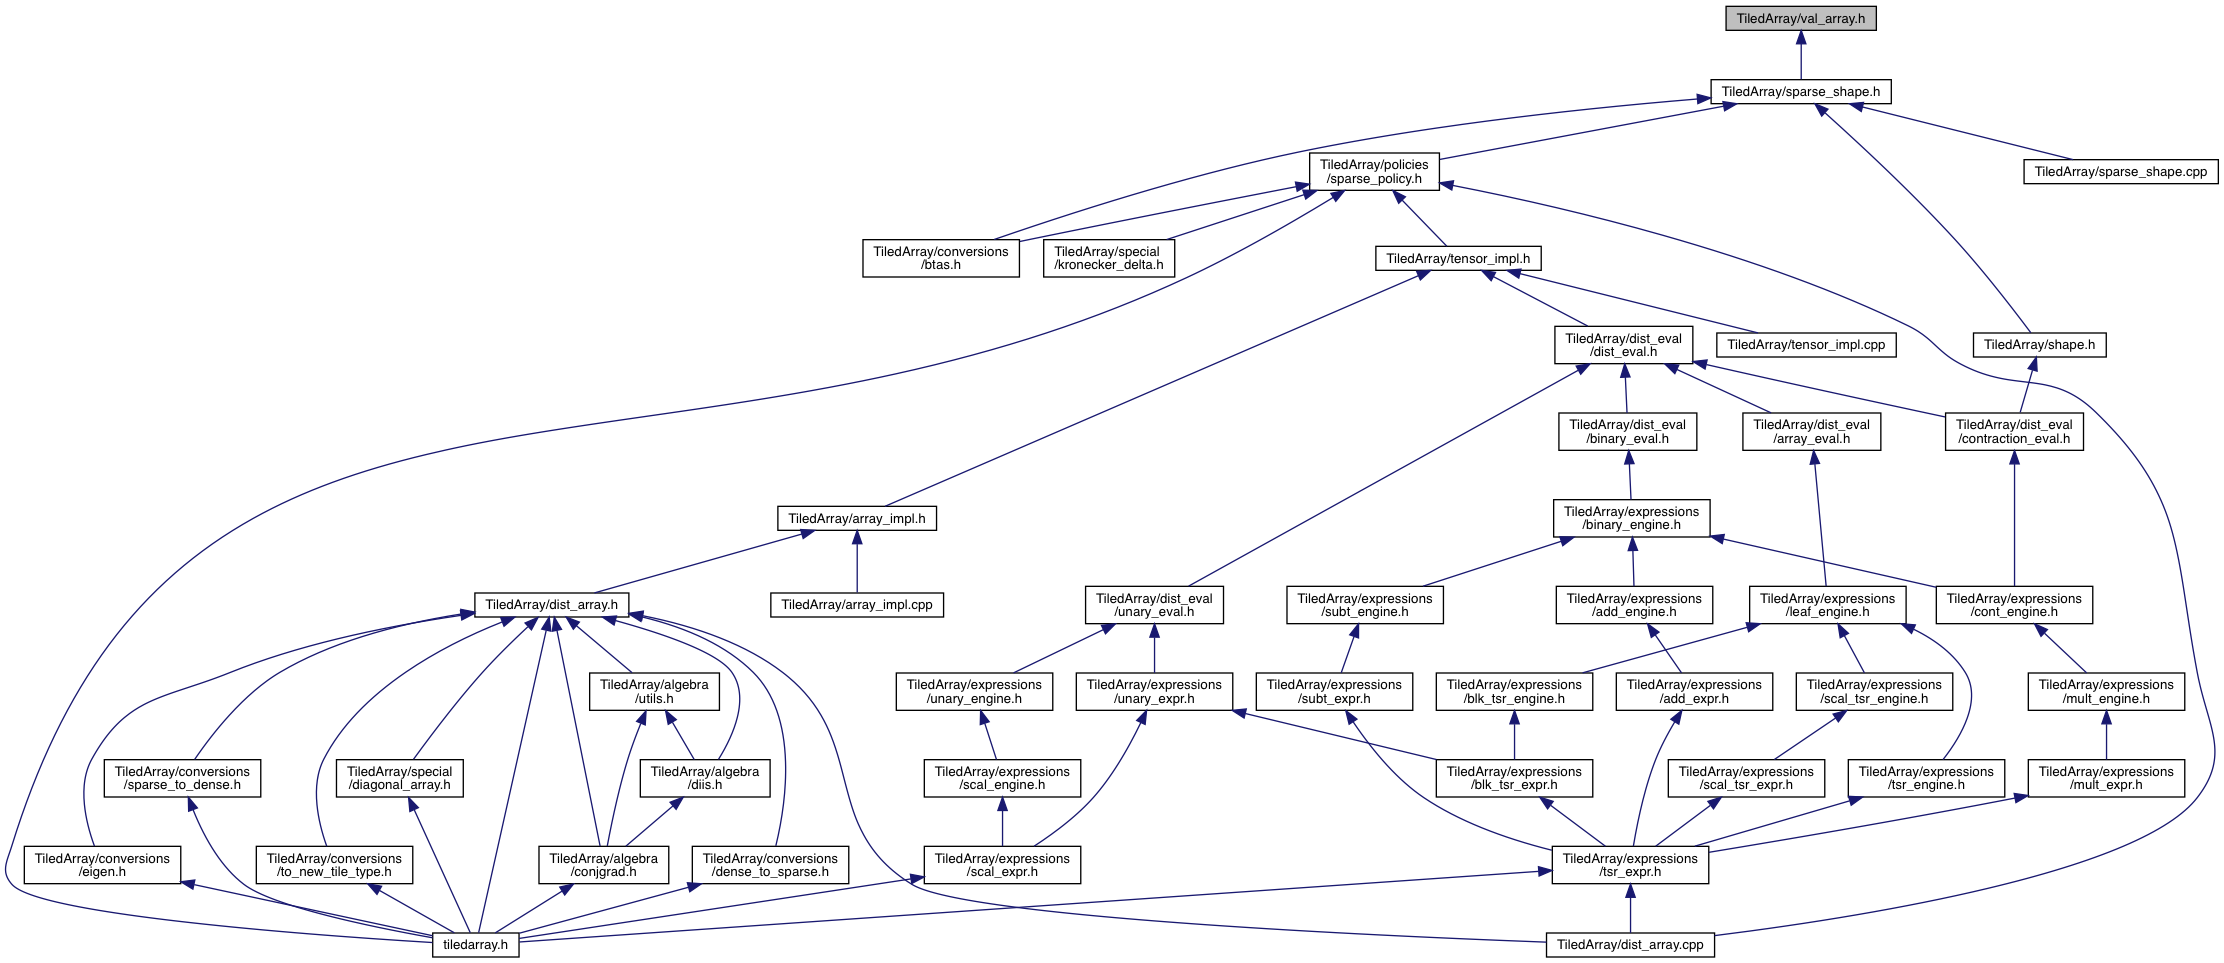 TiledArray/val_array.h
TiledArray/sparse_shape.h
TiledArray/policies
/sparse_policy.h
TiledArray/sparse_shape.cpp
TiledArray/conversions
/btas.h
TiledArray/special
/kronecker_delta.h
TiledArray/tensor_impl.h
TiledArray/dist_eval
/dist_eval.h
TiledArray/tensor_impl.cpp
TiledArray/shape.h
TiledArray/dist_eval
/binary_eval.h
TiledArray/dist_eval
/array_eval.h
TiledArray/dist_eval
/contraction_eval.h
TiledArray/array_impl.h
TiledArray/expressions
/binary_engine.h
TiledArray/dist_array.h
TiledArray/array_impl.cpp
TiledArray/dist_eval
/unary_eval.h
TiledArray/expressions
/subt_engine.h
TiledArray/expressions
/add_engine.h
TiledArray/expressions
/leaf_engine.h
TiledArray/expressions
/cont_engine.h
TiledArray/algebra
/utils.h
TiledArray/expressions
/unary_engine.h
TiledArray/expressions
/unary_expr.h
TiledArray/expressions
/subt_expr.h
TiledArray/expressions
/blk_tsr_engine.h
TiledArray/expressions
/add_expr.h
TiledArray/expressions
/scal_tsr_engine.h
TiledArray/expressions
/mult_engine.h
TiledArray/conversions
/sparse_to_dense.h
TiledArray/special
/diagonal_array.h
TiledArray/algebra
/diis.h
TiledArray/expressions
/scal_engine.h
TiledArray/expressions
/blk_tsr_expr.h
TiledArray/expressions
/scal_tsr_expr.h
TiledArray/expressions
/tsr_engine.h
TiledArray/expressions
/mult_expr.h
TiledArray/conversions
/eigen.h
TiledArray/conversions
/to_new_tile_type.h
TiledArray/algebra
/conjgrad.h
TiledArray/conversions
/dense_to_sparse.h
TiledArray/expressions
/scal_expr.h
TiledArray/expressions
/tsr_expr.h
tiledarray.h
TiledArray/dist_array.cpp